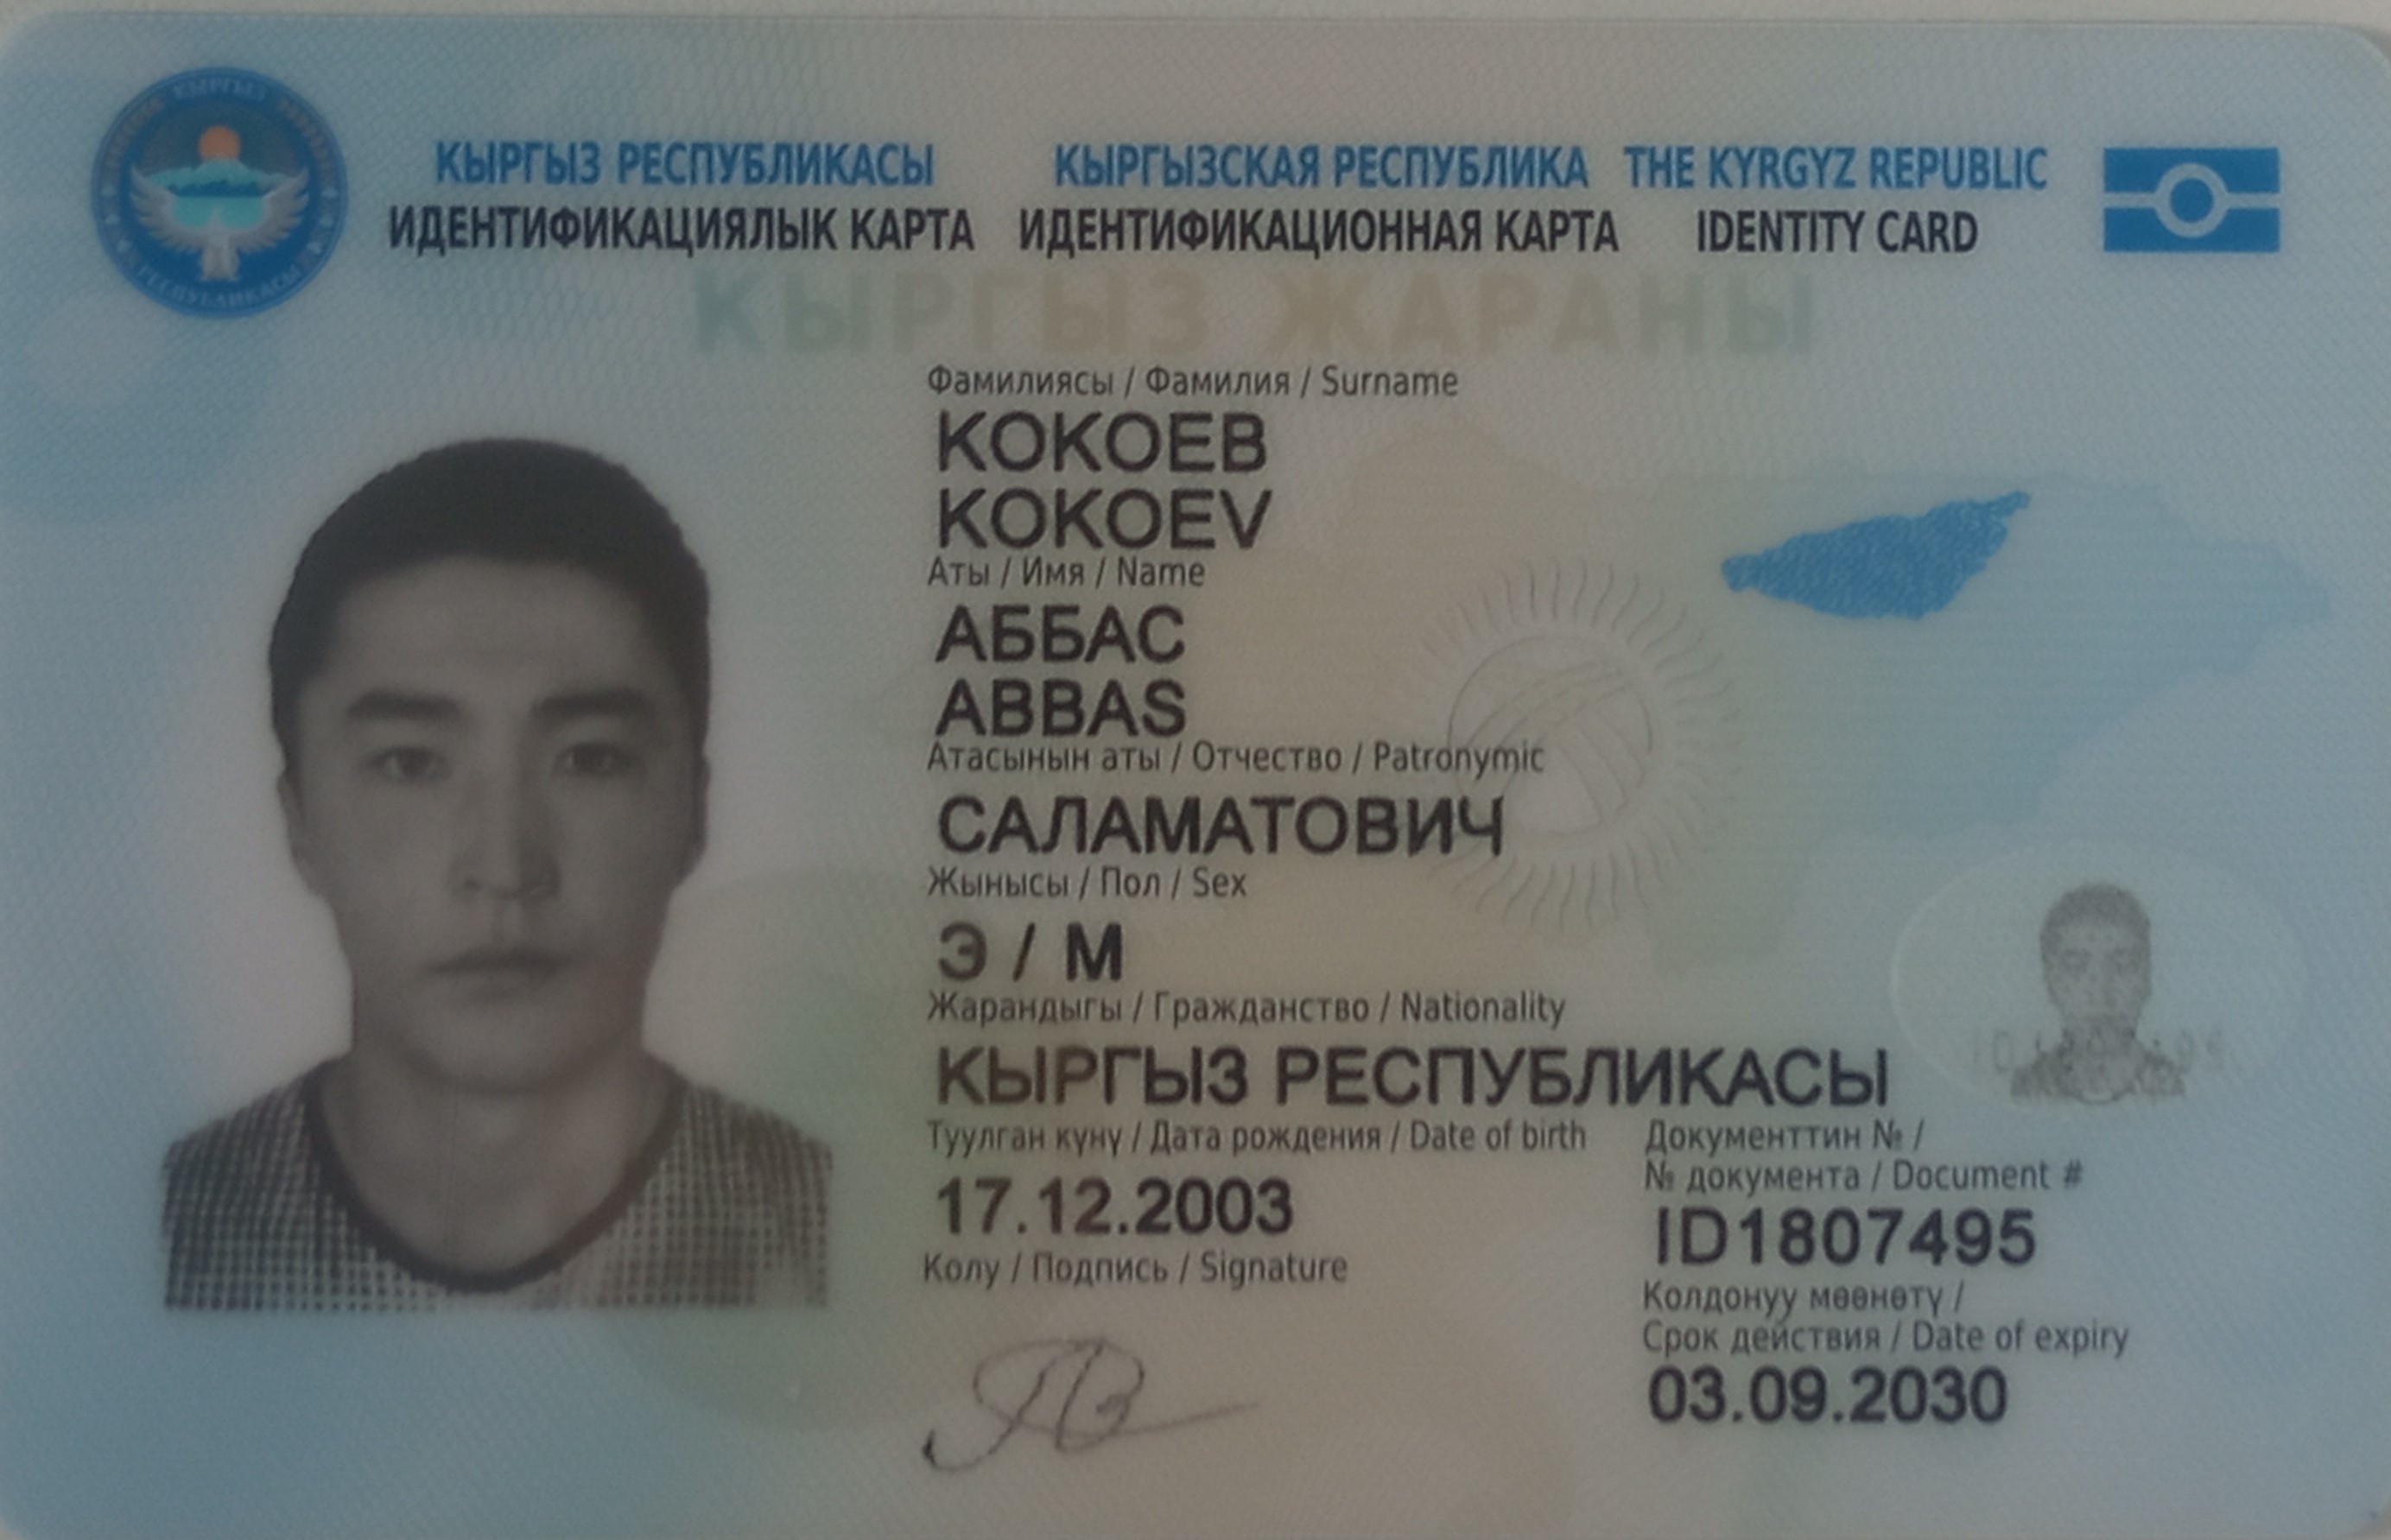 КЫРГЫЗ РЕСПУБЛИКАСЫ КЫРГЫЗСКАЯ РЕСПУБЛИКА THE KYRGYZ REPUBLIC
ИДЕНТИФИКАЦИЯЛЫК КАРТА ИДЕНТИФИКАЦИОННАЯ КАРТА IDENTITY CARD
КЫРГЫЗ ЖАРАНЫ
Фамилиясы / Фамилия / Surname
КОКОЕВ
KOKOEV
Аты / Имя / Name
АББАС
ABBAS
Атасынын аты / Отчество / Patronymic
САЛАМАТОВИЧ
Жынысы / Пол / Sex
Э / М
Жарандыгы / Гражданство / Nationality
КЫРГЫЗ РЕСПУБЛИКАСЫ
Туулган күнү / Дата рождения / Date of birth
17.12.2003
Документтин № /
№ документа / Document #
ID1807495
Колу / Подпись / Signature
Колдонуу мөөнөтү /
Срок действия / Date of expiry
03.09.2030